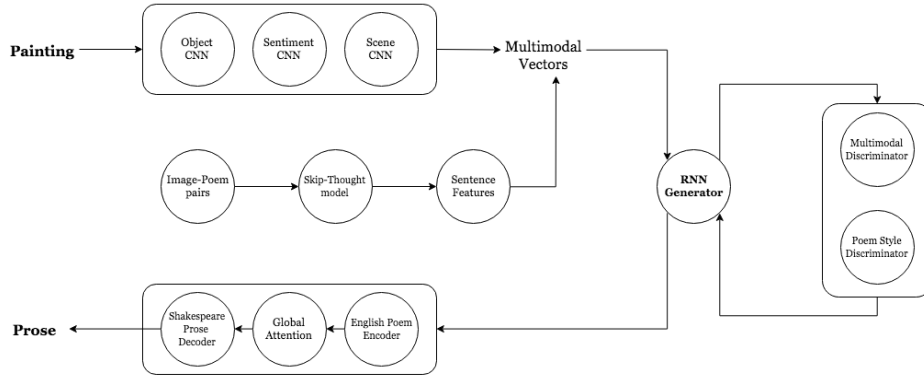 Painting
Object
CNN
Sentiment
CNN
Scene
CNN
Multimodal
Vectors
Image-Poem
pairs
Skip-Thought
model
Sentence
Features
RNN
Generator
Multimodal
Discriminator
Poem Style
Discriminator
Prose
Shakespeare
Prose
Decoder
Global
Attention
English Poem
Encoder